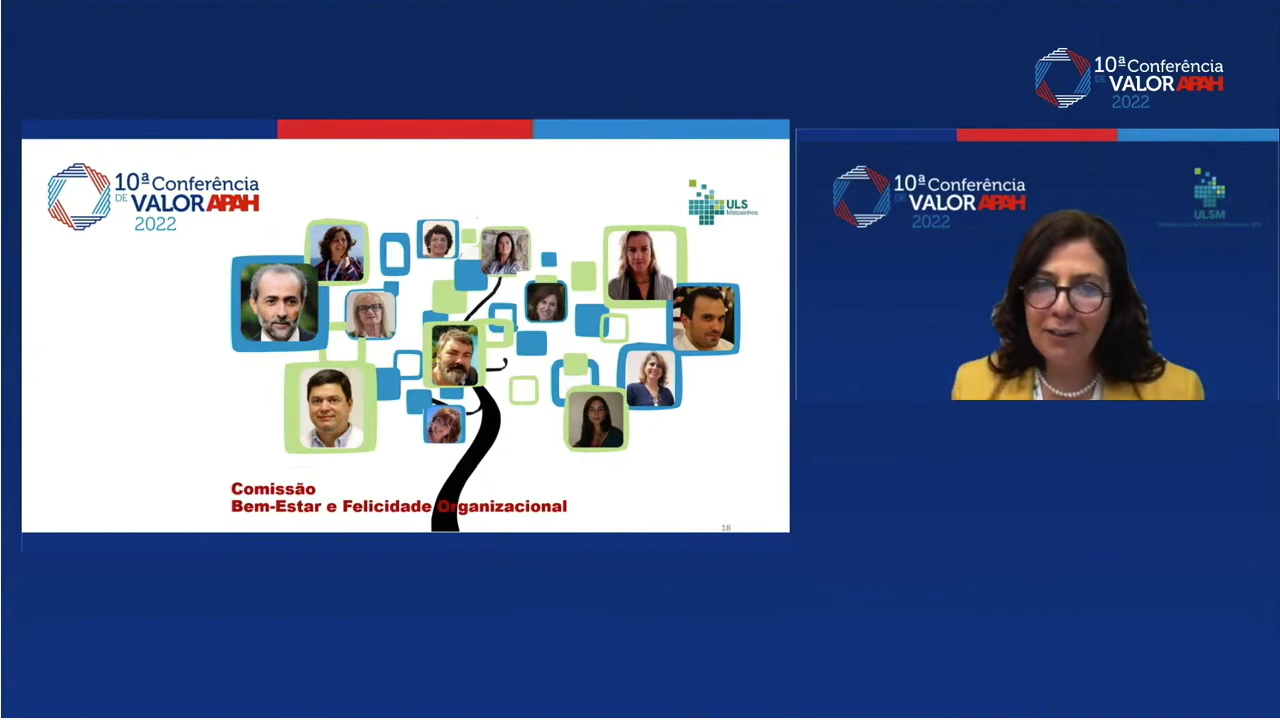 10ª Conferência
DE VALOR APAH
2022
10ª Conferência
DE VALOR APAH
2022
ULS
Matosinhos
Comissão
Bem-Estar e Felicidade Organizacional
18
10ª Conferência
DE VALOR APAH
2022
ULSM